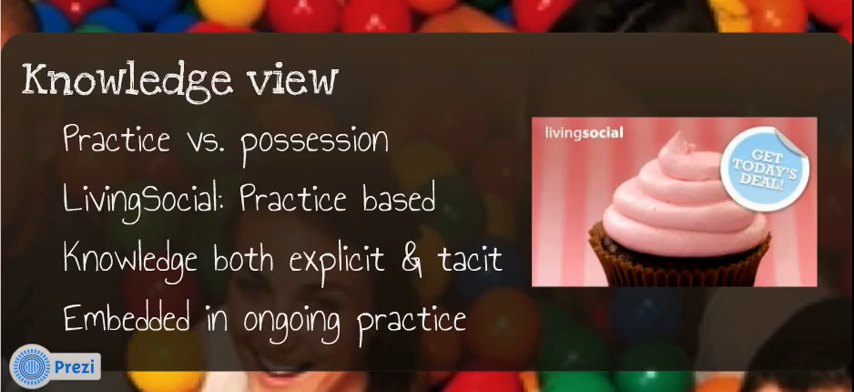 Knowledge view
Practice vs. possession
LivingSocial: Practice based
Knowledge both explicit & tacit
Embedded in ongoing practice
livingsocial
GET
TODAY'S
DEAL!
Prezi